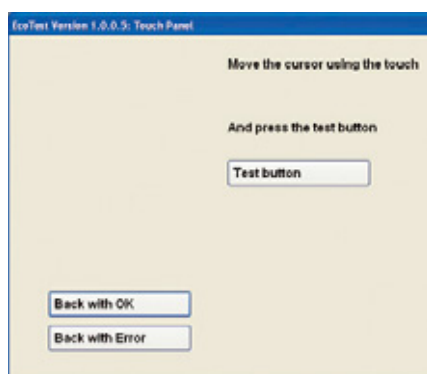 EcoTest Version 1.0.0.5: Touch Panel
Move the cursor using the touch
And press the test button
Test button
Back with OK
Back with Error